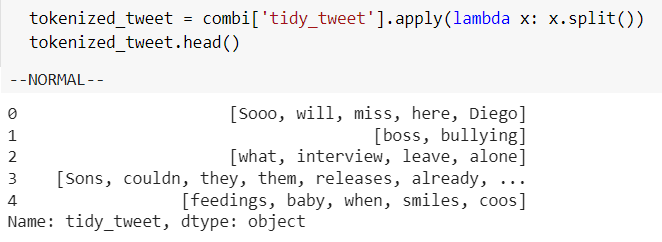 tokenized_tweet = combi['tidy_tweet'].apply(lambda x: x.split())
tokenized_tweet.head()
--NORMAL--
0 [Sooo, will, miss, here, Diego]
1 [boss, bullying]
2 [what, interview, leave, alone]
3 [Sons, couldn, they, them, releases, already, ...
4 [feedings, baby, when, smiles, coos]
Name: tidy_tweet, dtype: object